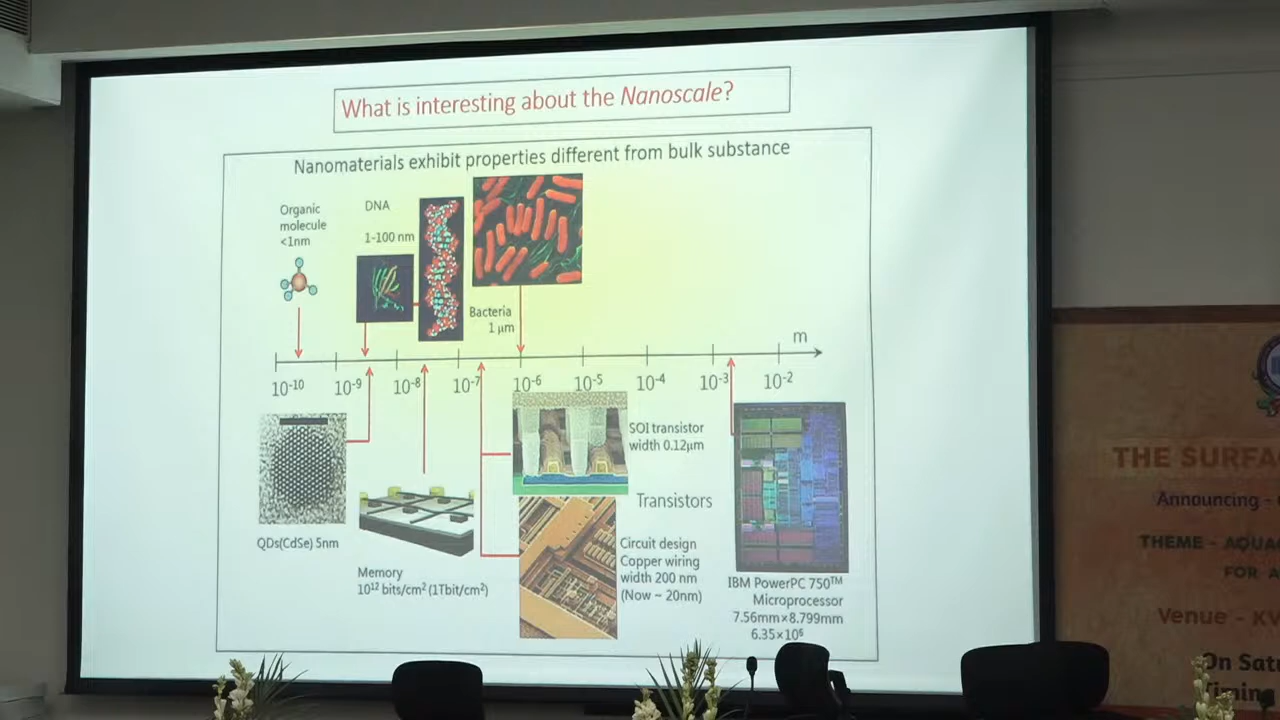 What is interesting about the Nanoscale?
Nanomaterials exhibit properties different from bulk substance
Organic
molecule
<1nm
DNA
1-100 nm
Bacteria
1 μm
m
10⁻¹⁰ 10⁻⁹ 10⁻⁸ 10⁻⁷ 10⁻⁶ 10⁻⁵ 10⁻⁴ 10⁻³ 10⁻²
QDs(CdSe) 5nm
Memory
10¹² bits/cm² (1Tbit/cm²)
SOI transistor
width 0.12μm
Transistors
Circuit design
Copper wiring
width 200 nm
(Now ~ 20nm)
IBM PowerPC 750™
Microprocessor
7.56mm×8.799mm
6.35×10⁶
THE SURFA
Announcing -
THEME - AQUA
FOR A
Venue - KV
On Satu
Timing